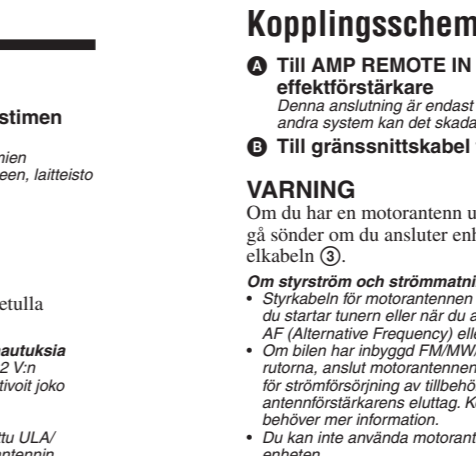 stimen
mien
een, laitteisto
etulla
autuksia
2 V:n
tivoit joko
ttu ULA/
antennin
Kopplingsschem
A Till AMP REMOTE IN
effektförstärkare
Denna anslutning är endast
andra system kan det skada
B Till gränssnittskabel
VARNING
Om du har en motorantenn u
gå sönder om du ansluter enh
elkabeln ③.
Om styrström och strömmatni
• Styrkabeln för motorantennen
du startar tunern eller när du a
AF (Alternative Frequency) elle
• Om bilen har inbyggd FM/MW/
rutorna, anslut motorantennen
för strömförsörjning av tillbehö
antennförstärkarens eluttag. K
behöver mer information.
• Du kan inte använda motorant
enheten.